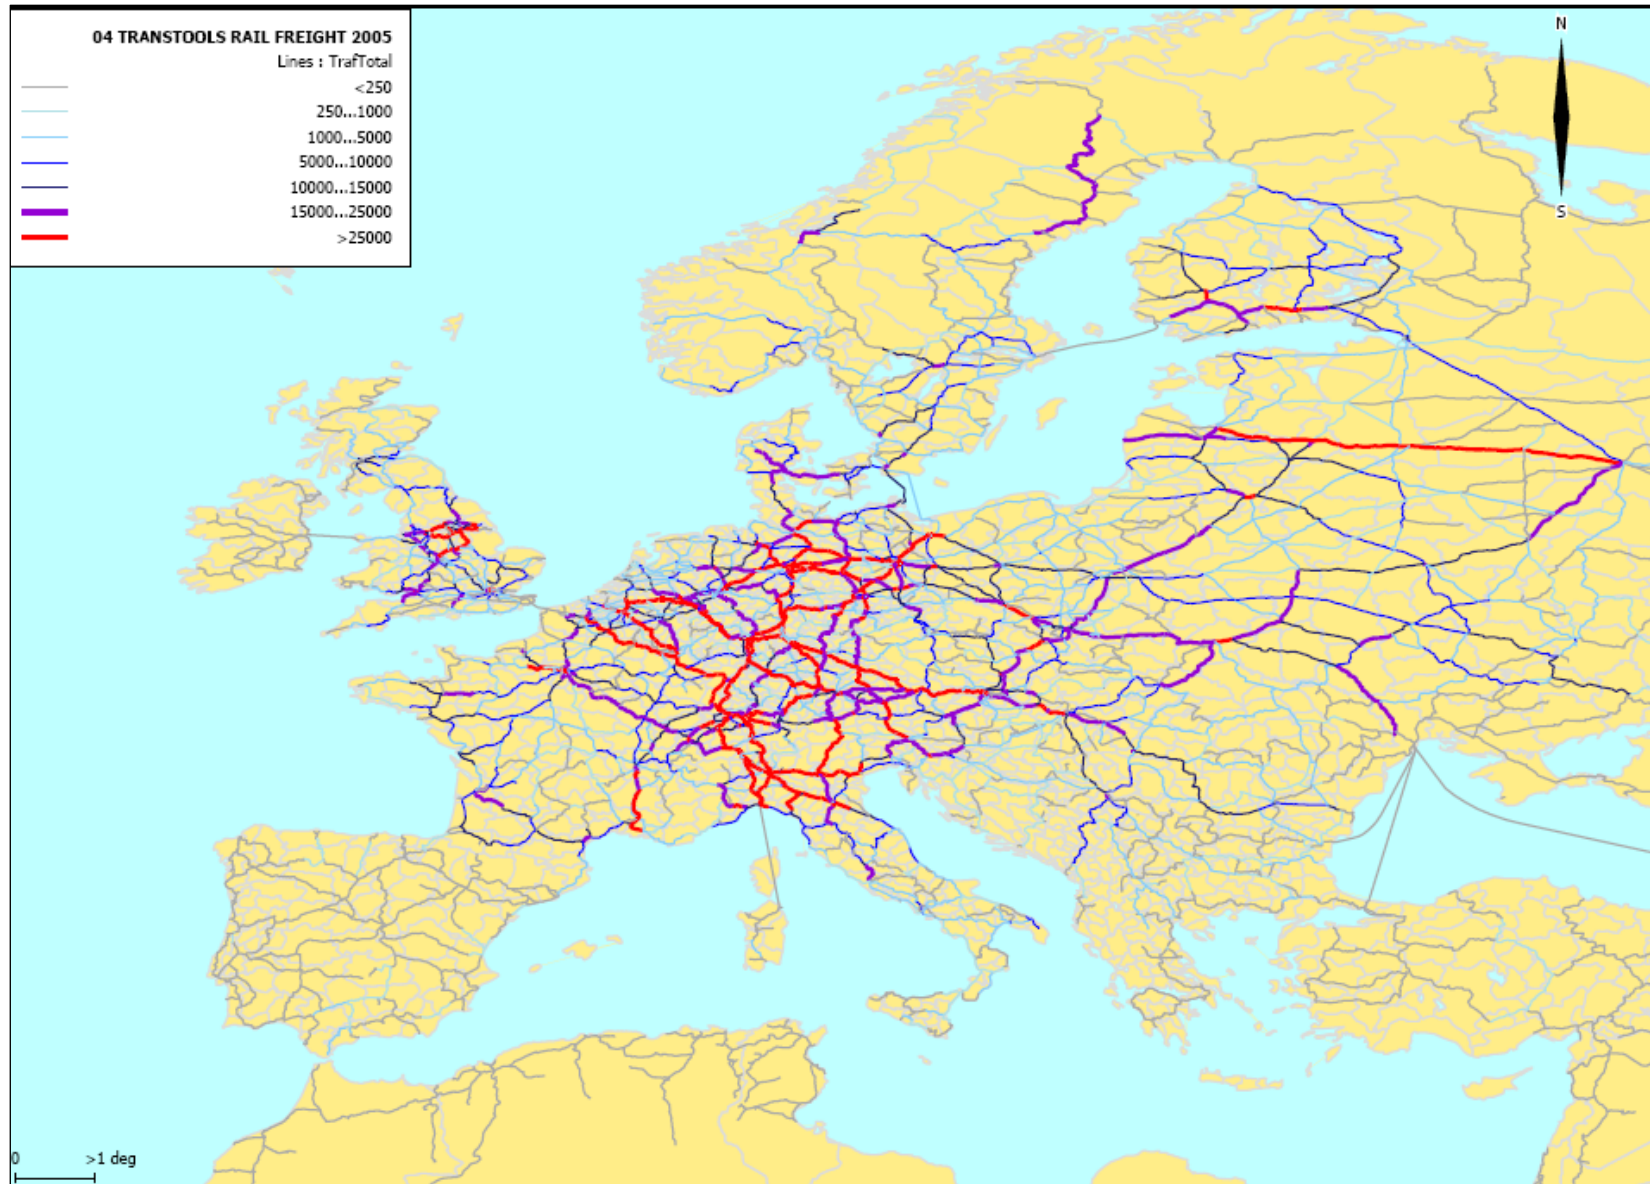 04 TRANSTOOLS RAIL FREIGHT 2005
Lines : TrafTotal
<250
250...1000
1000...5000
5000...10000
10000...15000
15000...25000
>25000
N
S
0 >1 deg